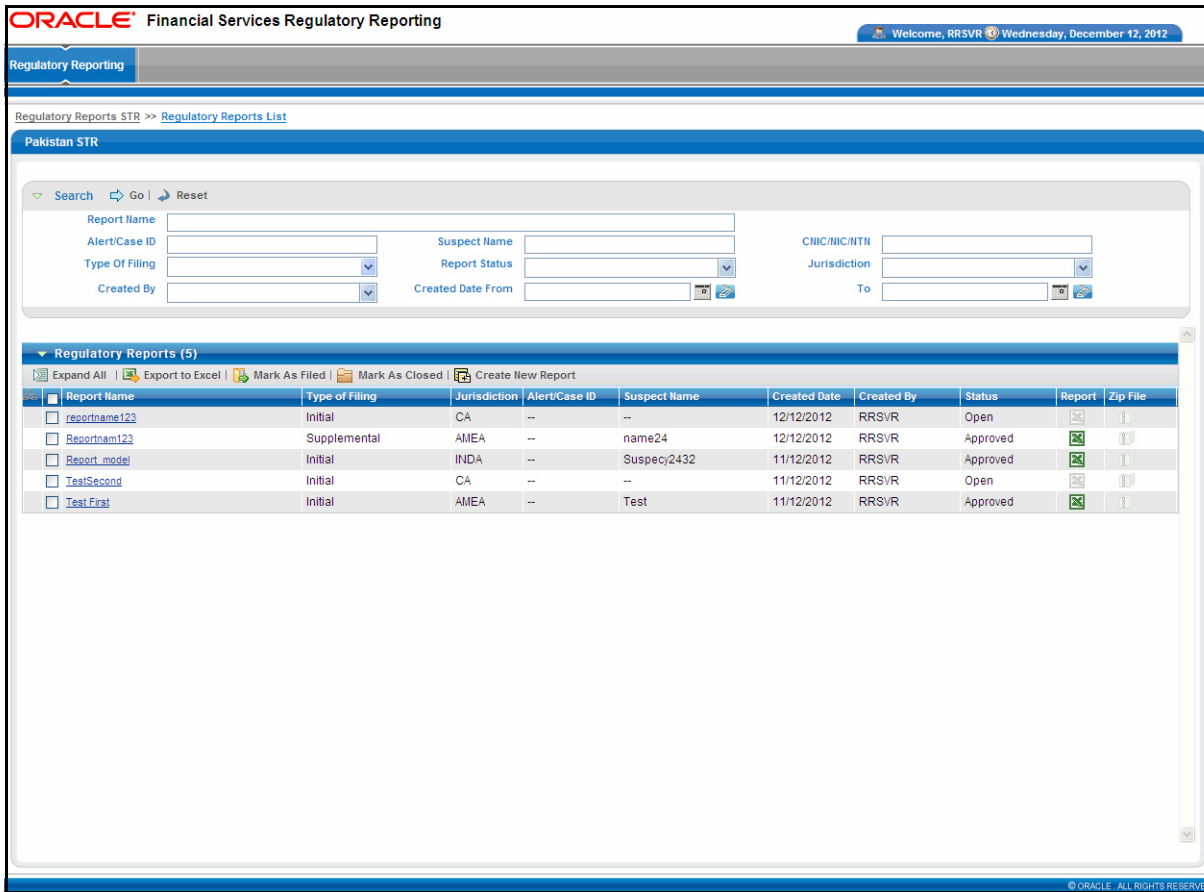 ORACLE® Financial Services Regulatory Reporting
Welcome, RRSVR Wednesday, December 12, 2012
Regulatory Reporting
Regulatory Reports STR >> Regulatory Reports List
Pakistan STR
Search Go | Reset
Report Name
Alert/Case ID Suspect Name CNIC/NIC/NTN
Type Of Filing Report Status Jurisdiction
Created By Created Date From To
Regulatory Reports (5)
Expand All | Export to Excel | Mark As Filed | Mark As Closed | Create New Report
Report Name Type of Filing Jurisdiction Alert/Case ID Suspect Name Created Date Created By Status Report Zip File
reportname123 Initial CA -- -- 12/12/2012 RRSVR Open
Reportnam123 Supplemental AMEA -- name24 12/12/2012 RRSVR Approved
Report_model Initial INDA -- Suspecy2432 11/12/2012 RRSVR Approved
TestSecond Initial CA -- -- 11/12/2012 RRSVR Open
Test First Initial AMEA -- Test 11/12/2012 RRSVR Approved
© ORACLE ALL RIGHTS RESERVE